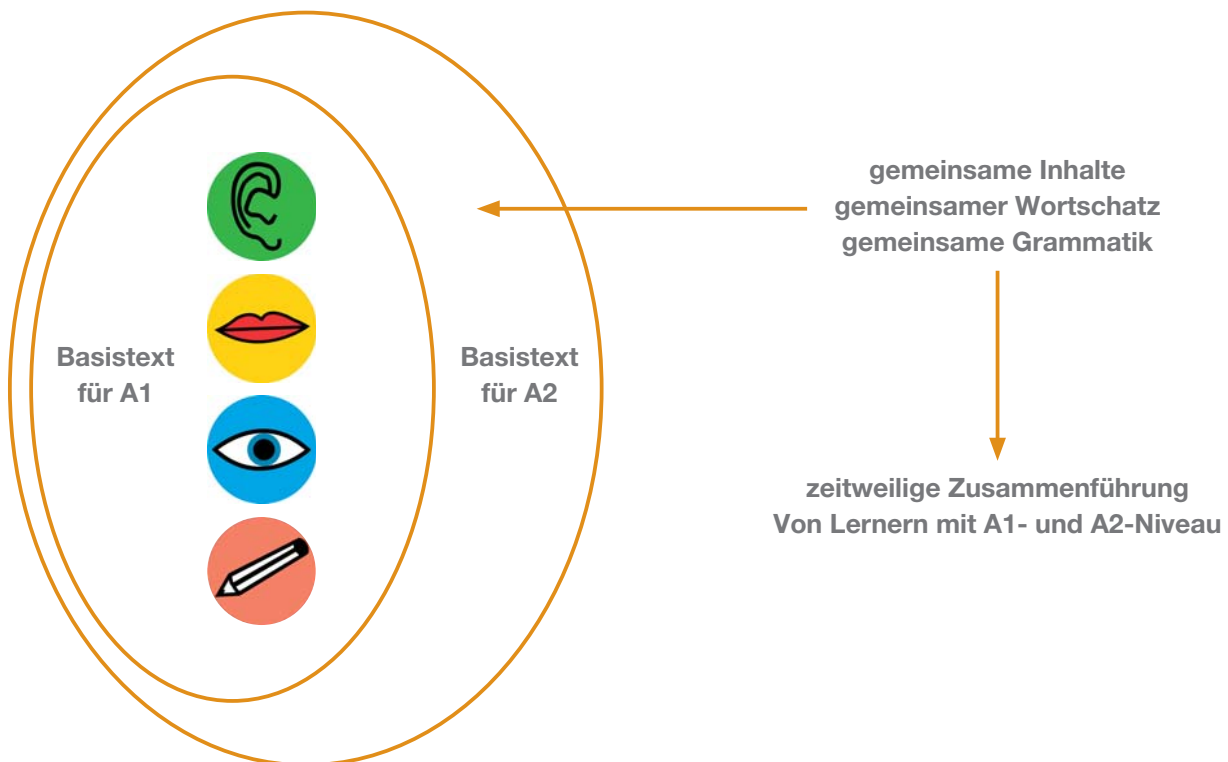 Basistext
für A1
Basistext
für A2
gemeinsame Inhalte
gemeinsamer Wortschatz
gemeinsame Grammatik
zeitweilige Zusammenführung
Von Lernern mit A1- und A2-Niveau